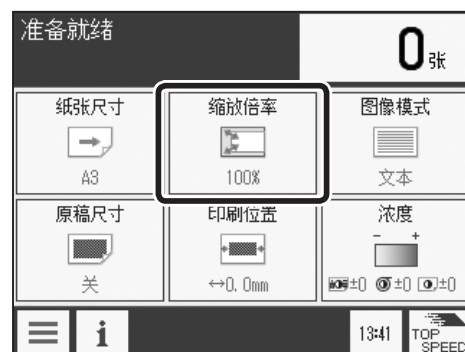 准备就绪
0张
纸张尺寸 缩放倍率 图像模式
A3 100% 文本
原稿尺寸 印刷位置 浓度
- +
关 ↔0. 0mm ±0 ±0 ±0
i 13:41 TOP
SPEED